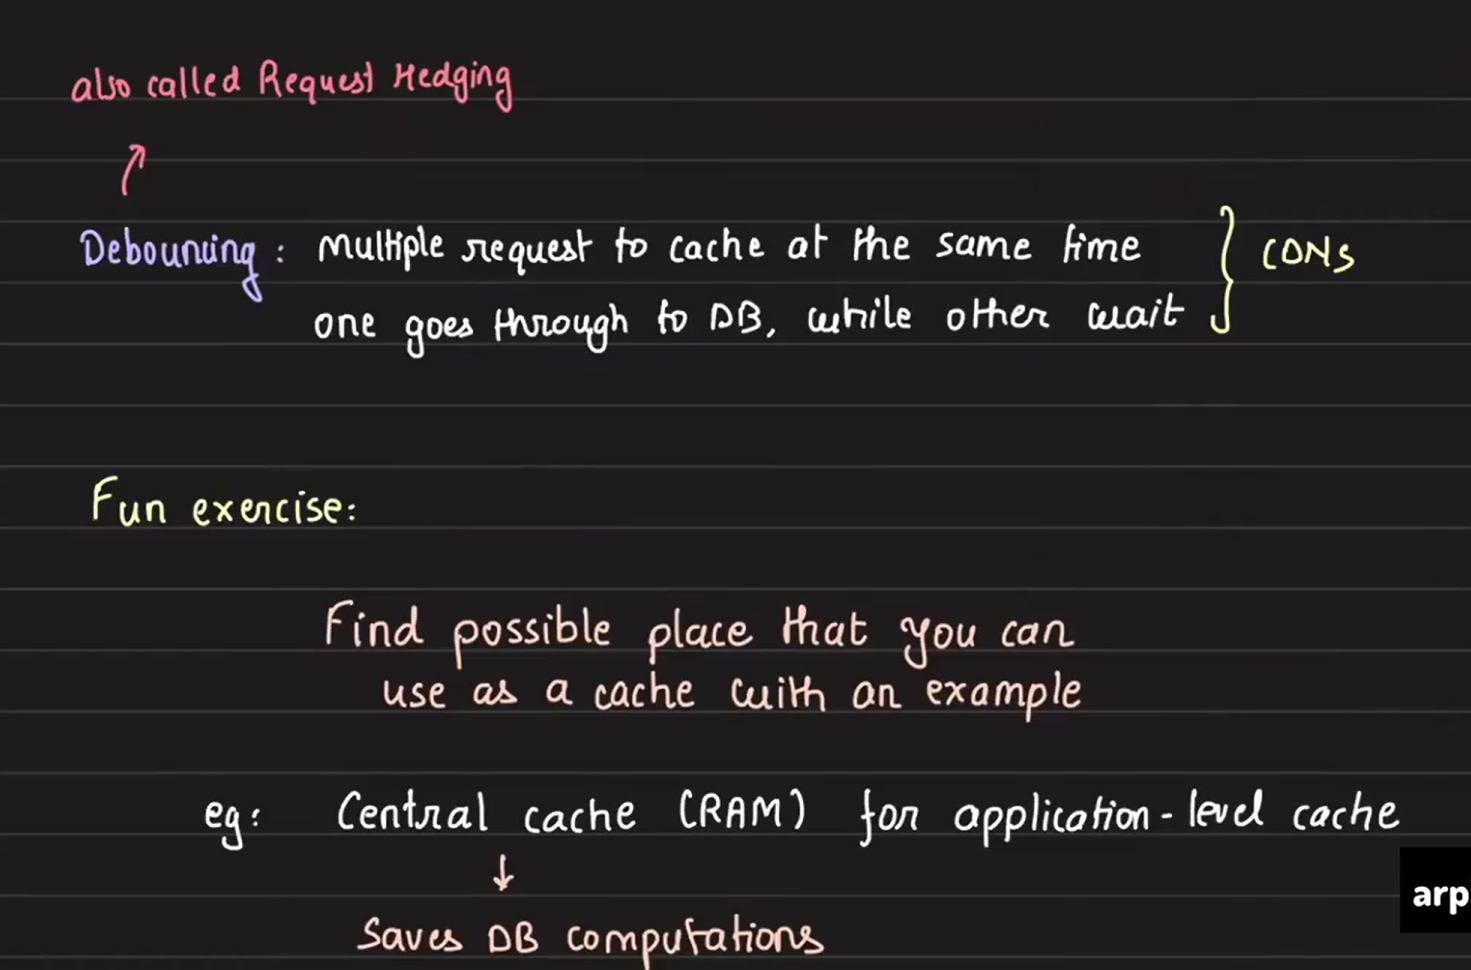 also called Request Hedging
Debouncing: Multiple request to cache at the same time
one goes through to DB, while other wait
CDNs
Fun exercise:
Find possible place that you can
use as a cache with an example
eg: Central cache (RAM) for application-level cache
Saves DB computations
arp